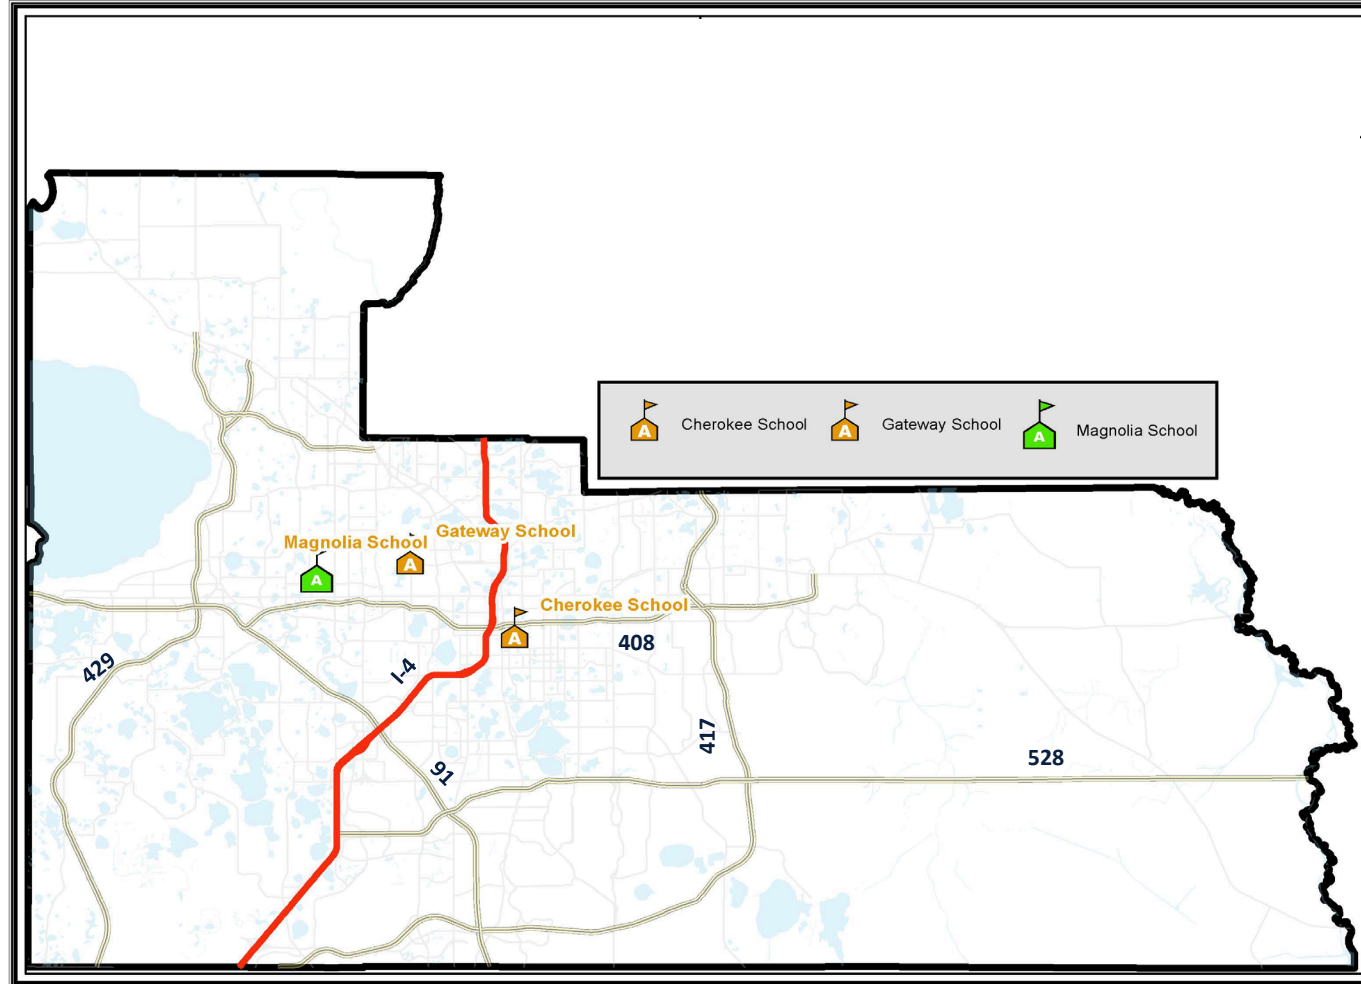 A Cherokee School
A Gateway School
A Magnolia School
Gateway School
Magnolia School
A
A
Cherokee School
A
408
429
I-4
417
91
528